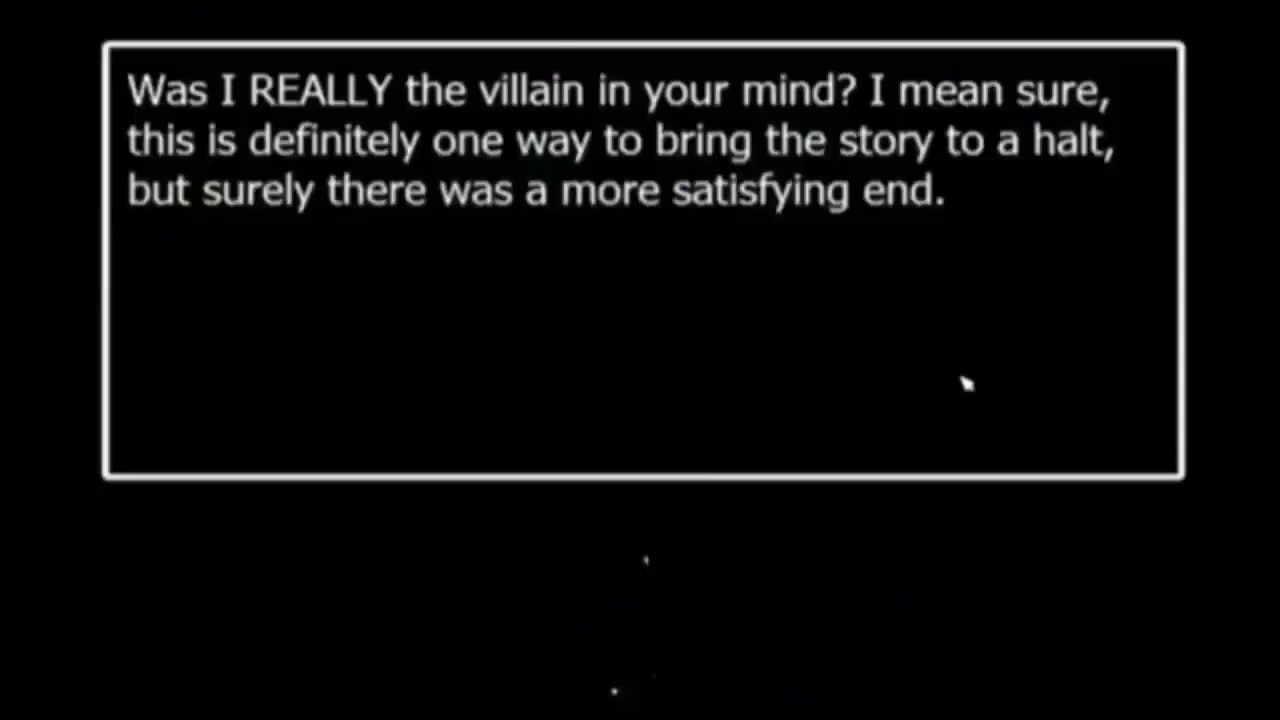 Was I REALLY the villain in your mind? I mean sure,
this is definitely one way to bring the story to a halt,
but surely there was a more satisfying end.